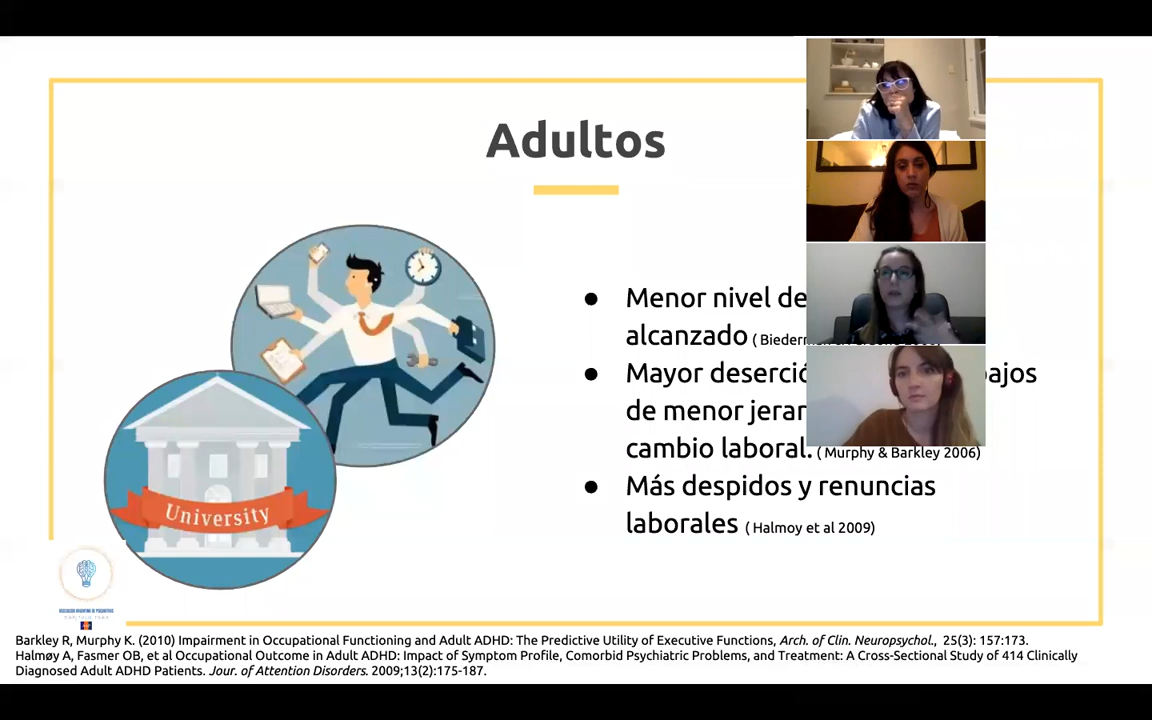 Adultos
Menor nivel de
alcanzado
Mayor deserció
de menor jerar
cambio laboral. ( Murphy & Barkley 2006)
Más despidos y renuncias
laborales ( Halmoy et al 2009)
University
Barkley R, Murphy K. (2010) Impairment in Occupational Functioning and Adult ADHD: The Predictive Utility of Executive Functions, Arch. of Clin. Neuropsychol., 25(3): 157:173.
Halmøy A, Fasmer OB, et al Occupational Outcome in Adult ADHD: Impact of Symptom Profile, Comorbid Psychiatric Problems, and Treatment: A Cross-Sectional Study of 414 Clinically
Diagnosed Adult ADHD Patients. Jour. of Attention Disorders. 2009;13(2):175-187.